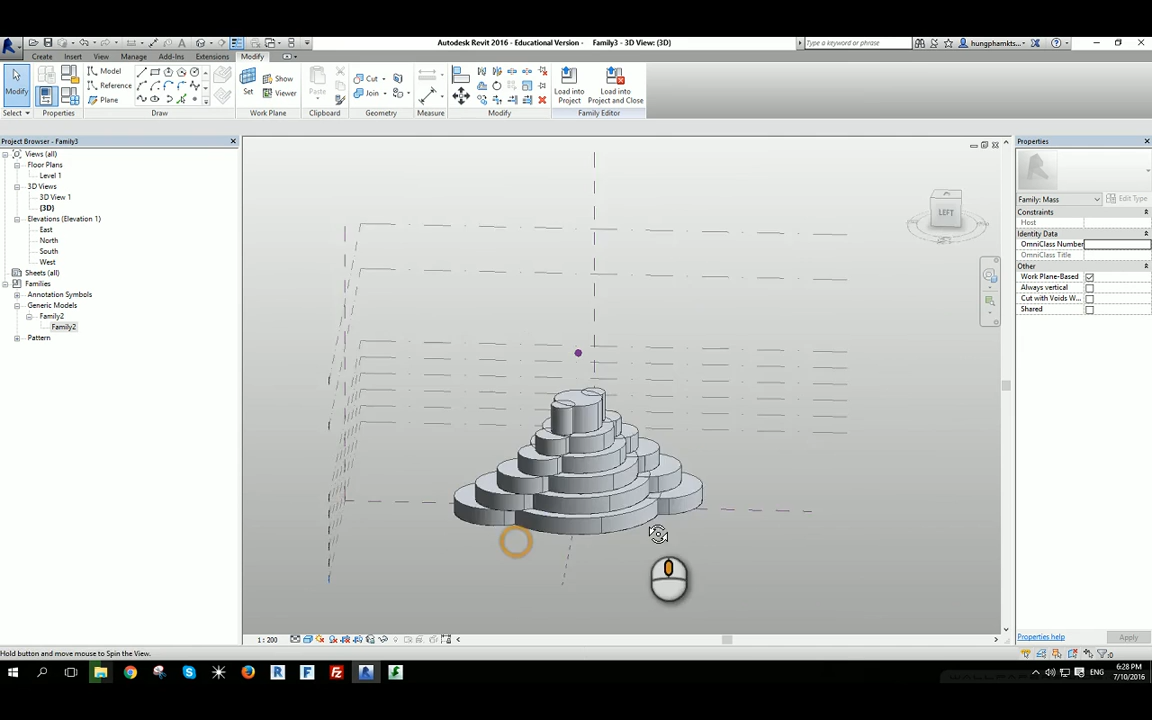 Autodesk Revit 2016 - Educational Version - Family3 - 3D View: {3D}
Type a keyword or phrase
hungphamkts...
Create Insert View Manage Add-Ins Extensions Modify
Modify
Model
Reference
Plane
Set
Show
Viewer
Paste
Cut
Join
Load into Project
Load into Project and Close
Select Properties Draw Work Plane Clipboard Geometry Measure Modify Family Editor
Project Browser - Family3
Views (all)
Floor Plans
Level 1
3D Views
3D View 1
{3D}
Elevations (Elevation 1)
East
North
South
West
Sheets (all)
Families
Annotation Symbols
Generic Models
Family2
Family2
Pattern
LEFT
Properties
Family: Mass
Edit Type
Constraints
Host
Identity Data
OmniClass Number
OmniClass Title
Other
Work Plane-Based
Always vertical
Cut with Voids W...
Shared
Properties help
Apply
1 : 200
Hold button and move mouse to Spin the View.
:0
ENG
6:28 PM
7/10/2016